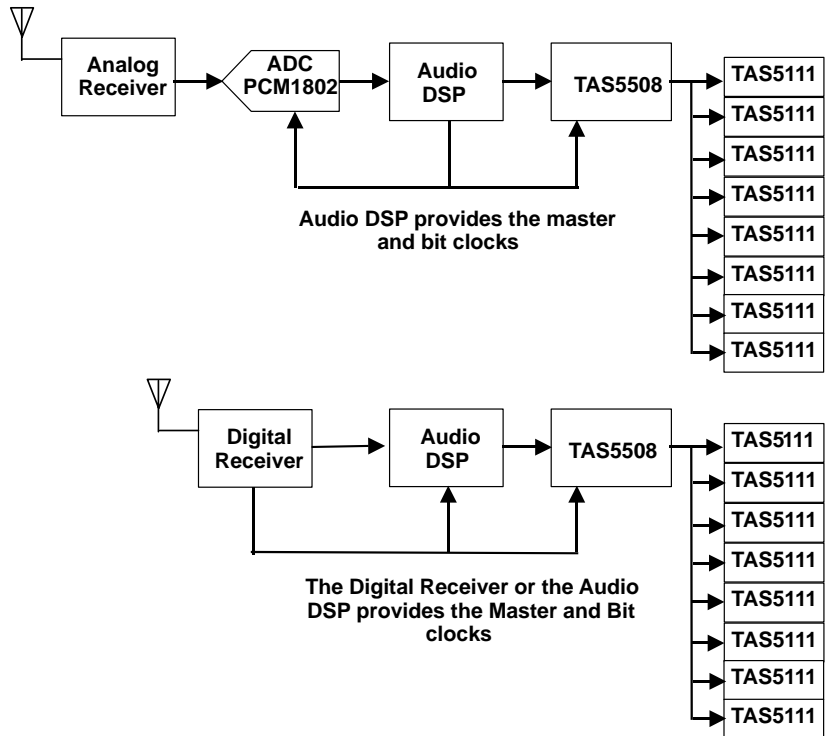 Analog
Receiver
ADC
PCM1802
Audio
DSP
TAS5508
TAS5111
TAS5111
TAS5111
TAS5111
TAS5111
TAS5111
TAS5111
TAS5111
Audio DSP provides the master
and bit clocks
Digital
Receiver
Audio
DSP
TAS5508
TAS5111
TAS5111
TAS5111
TAS5111
TAS5111
TAS5111
TAS5111
TAS5111
The Digital Receiver or the Audio
DSP provides the Master and Bit
clocks